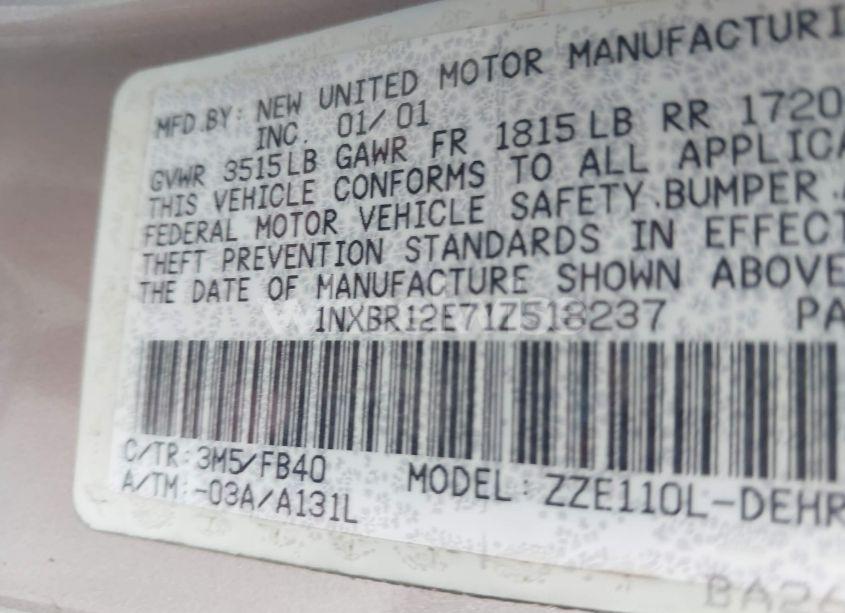 MFD.BY: NEW UNITED MOTOR MANUFACTURI
INC. 01/01
GVWR 3515LB GAWR FR 1815LB RR 1720
THIS VEHICLE CONFORMS TO ALL APPLICA
FEDERAL MOTOR VEHICLE SAFETY.BUMPER.
THEFT PREVENTION STANDARDS IN EFFECT
THE DATE OF MANUFACTURE SHOWN ABOVE
1NXBR12E71Z518237 PA
C/TR: 3M5/FB40 MODEL: ZZE110L-DEHR
A/TM: -03A/A131L